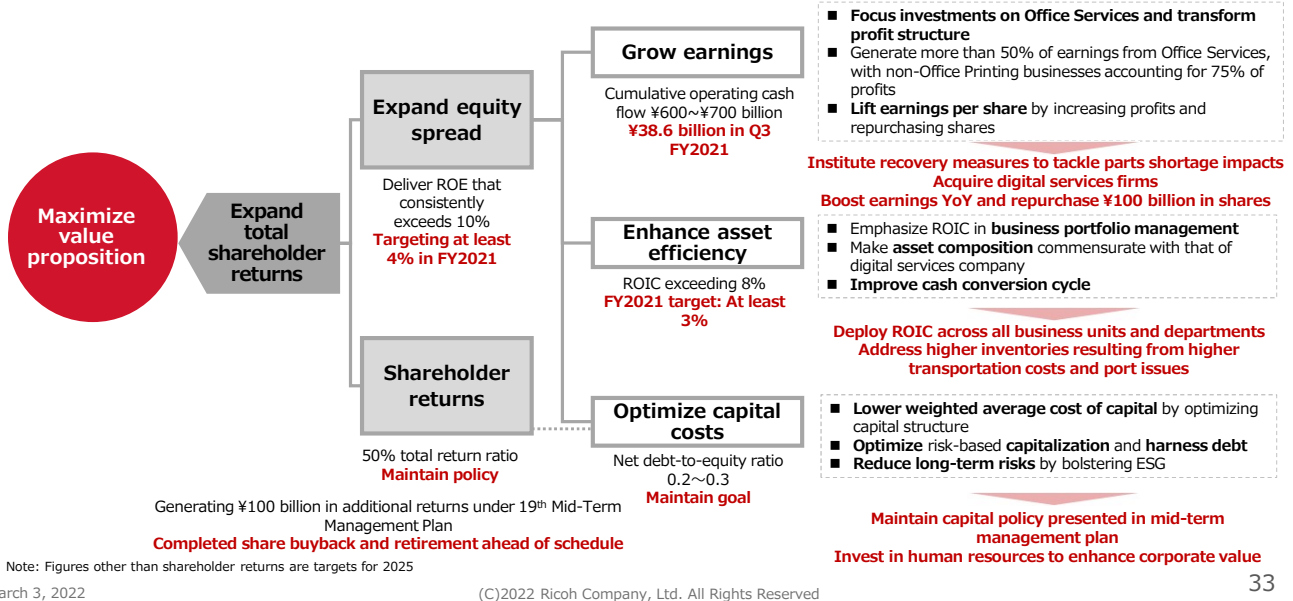 Maximize
value
proposition
Expand
total
shareholder
returns
Expand equity
spread
Deliver ROE that
consistently
exceeds 10%
Targeting at least
4% in FY2021
Shareholder
returns
50% total return ratio
Maintain policy
Generating ¥100 billion in additional returns under 19th Mid-Term
Management Plan
Completed share buyback and retirement ahead of schedule
Grow earnings
Cumulative operating cash
flow ¥600~¥700 billion
¥38.6 billion in Q3
FY2021
■ Focus investments on Office Services and transform
profit structure
■ Generate more than 50% of earnings from Office Services,
with non-Office Printing businesses accounting for 75% of
profits
■ Lift earnings per share by increasing profits and
repurchasing shares
Institute recovery measures to tackle parts shortage impacts
Acquire digital services firms
Boost earnings YoY and repurchase ¥100 billion in shares
Enhance asset
efficiency
ROIC exceeding 8%
FY2021 target: At least
3%
■ Emphasize ROIC in business portfolio management
■ Make asset composition commensurate with that of
digital services company
■ Improve cash conversion cycle
Deploy ROIC across all business units and departments
Address higher inventories resulting from higher
transportation costs and port issues
Optimize capital
costs
Net debt-to-equity ratio
0.2～0.3
Maintain goal
■ Lower weighted average cost of capital by optimizing
capital structure
■ Optimize risk-based capitalization and harness debt
■ Reduce long-term risks by bolstering ESG
Maintain capital policy presented in mid-term
management plan
Invest in human resources to enhance corporate value
Note: Figures other than shareholder returns are targets for 2025
arch 3, 2022
(C)2022 Ricoh Company, Ltd. All Rights Reserved
33